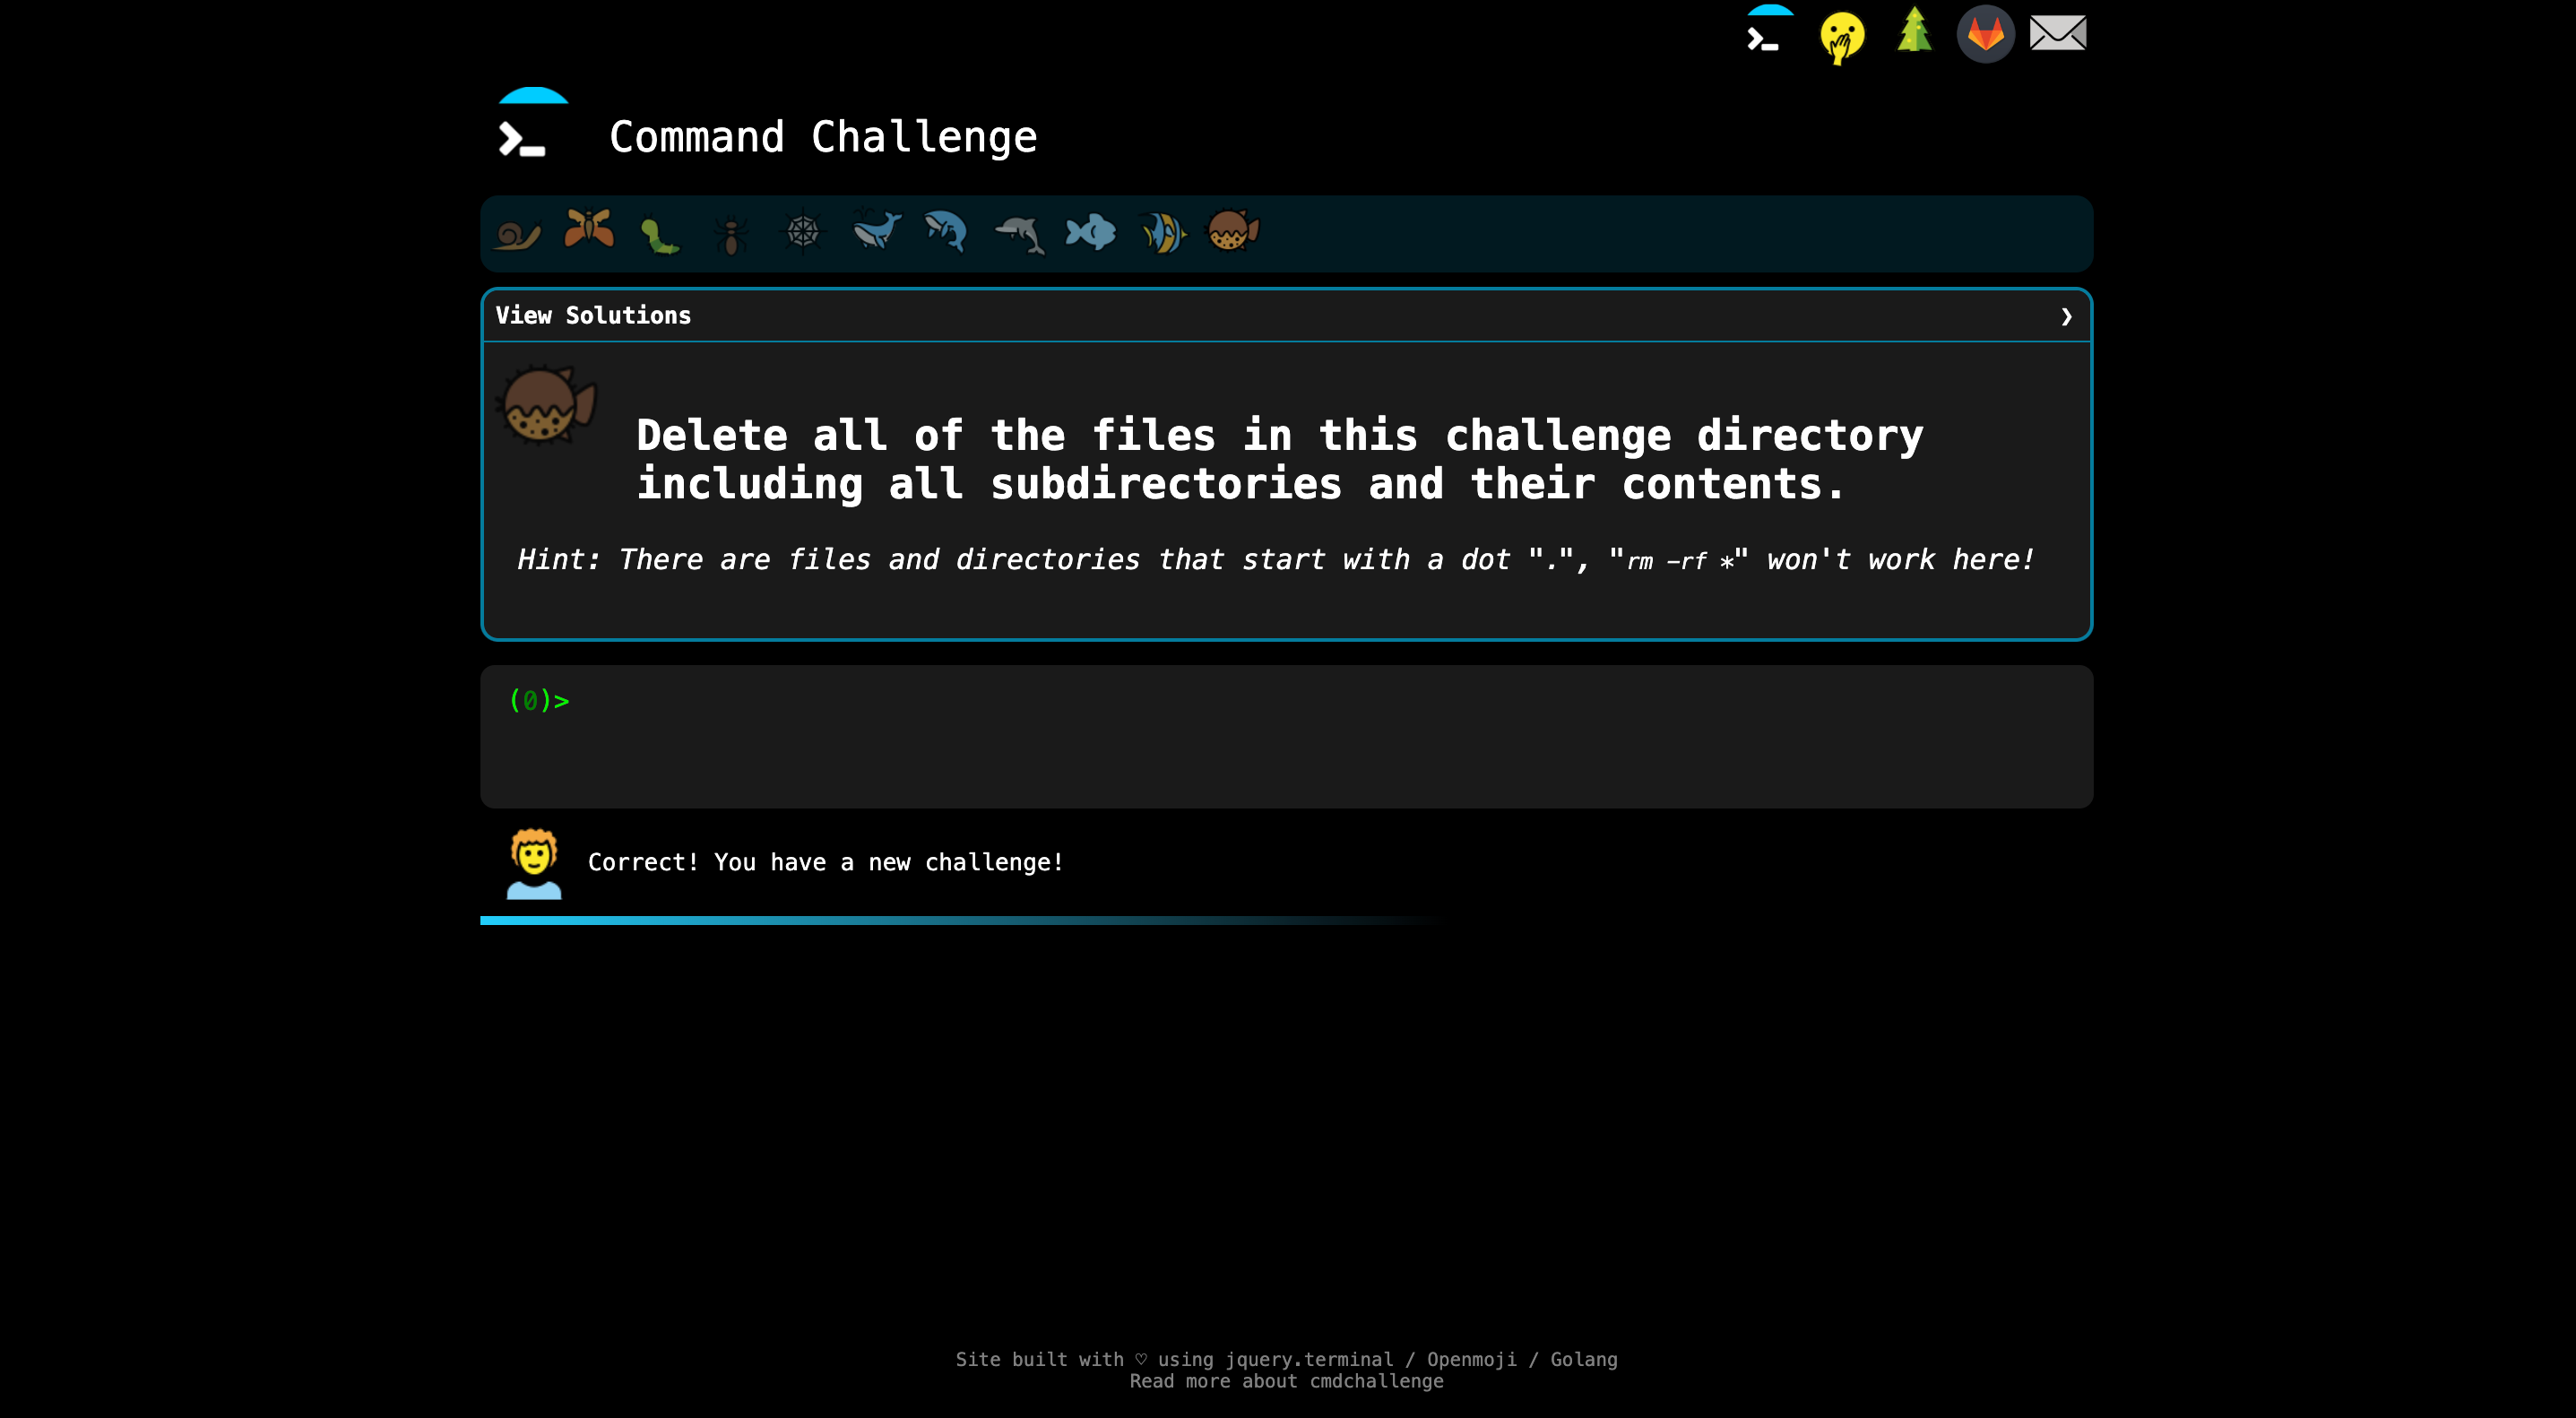 Command Challenge
View Solutions
❯
Delete all of the files in this challenge directory
including all subdirectories and their contents.
Hint: There are files and directories that start with a dot ".", "rm -rf *" won't work here!
(0)>
Correct! You have a new challenge!
Site built with ♡ using jquery.terminal / Openmoji / Golang
Read more about cmdchallenge